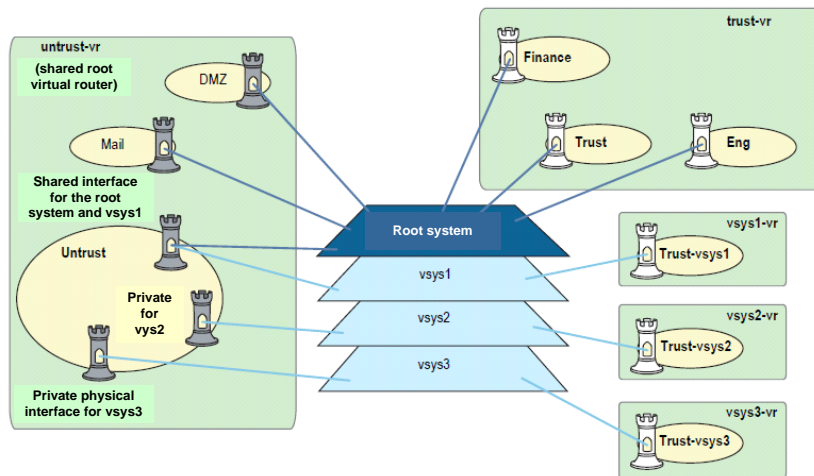 untrust-vr
(shared root
virtual router)
DMZ
Mail
Shared interface
for the root
system and vsys1
Untrust
Private
for
vys2
Private physical
interface for vsys3
Root system
vsys1
vsys2
vsys3
trust-vr
Finance
Trust
Eng
vsys1-vr
Trust-vsys1
vsys2-vr
Trust-vsys2
vsys3-vr
Trust-vsys3